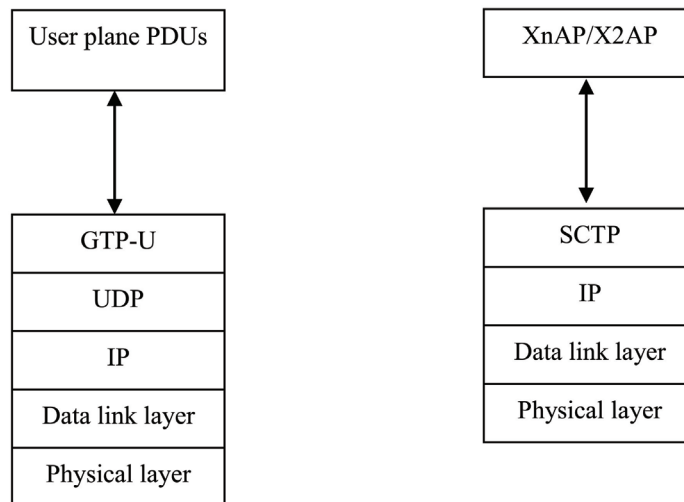 User plane PDUs
GTP-U
UDP
IP
Data link layer
Physical layer
XnAP/X2AP
SCTP
IP
Data link layer
Physical layer